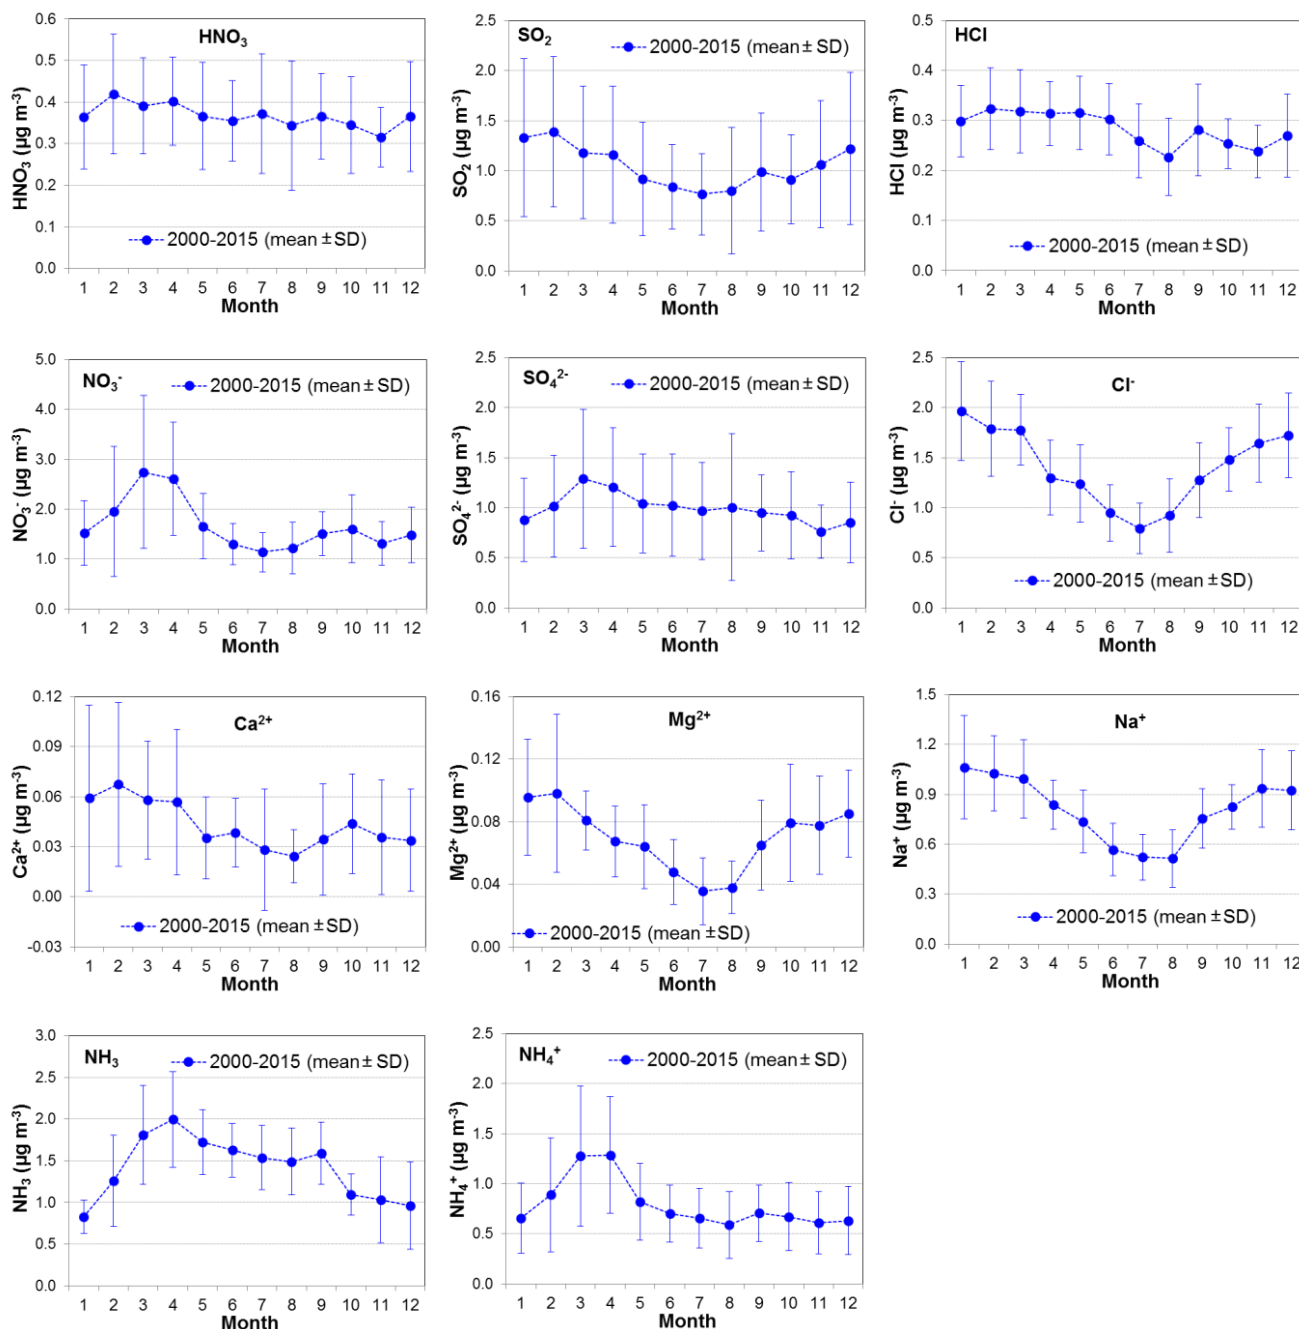 HNO₃
HNO₃ (µg m⁻³)
0.6
0.5
0.4
0.3
0.2
0.1
0.0
2000-2015 (mean±SD)
1 2 3 4 5 6 7 8 9 10 11 12
Month
SO₂
SO₂ (µg m⁻³)
2.5
2.0
1.5
1.0
0.5
0.0
2000-2015 (mean±SD)
1 2 3 4 5 6 7 8 9 10 11 12
Month
HCl
HCl (µg m⁻³)
0.5
0.4
0.3
0.2
0.1
0.0
2000-2015 (mean±SD)
1 2 3 4 5 6 7 8 9 10 11 12
Month
NO₃⁻
NO₃⁻ (µg m⁻³)
5.0
4.0
3.0
2.0
1.0
0.0
2000-2015 (mean±SD)
1 2 3 4 5 6 7 8 9 10 11 12
Month
SO₄²⁻
SO₄²⁻ (µg m⁻³)
2.5
2.0
1.5
1.0
0.5
0.0
2000-2015 (mean±SD)
1 2 3 4 5 6 7 8 9 10 11 12
Month
Cl⁻
Cl⁻ (µg m⁻³)
2.5
2.0
1.5
1.0
0.5
0.0
2000-2015 (mean±SD)
1 2 3 4 5 6 7 8 9 10 11 12
Month
Ca²⁺
Ca²⁺ (µg m⁻³)
0.12
0.09
0.06
0.03
0.00
-0.03
2000-2015 (mean±SD)
1 2 3 4 5 6 7 8 9 10 11 12
Month
Mg²⁺
Mg²⁺ (µg m⁻³)
0.16
0.12
0.08
0.04
0.00
2000-2015 (mean±SD)
1 2 3 4 5 6 7 8 9 10 11 12
Month
Na⁺
Na⁺ (µg m⁻³)
1.5
1.2
0.9
0.6
0.3
0.0
2000-2015 (mean±SD)
1 2 3 4 5 6 7 8 9 10 11 12
Month
NH₃
NH₃ (µg m⁻³)
3.0
2.5
2.0
1.5
1.0
0.5
0.0
2000-2015 (mean±SD)
1 2 3 4 5 6 7 8 9 10 11 12
Month
NH₄⁺
NH₄⁺ (µg m⁻³)
2.5
2.0
1.5
1.0
0.5
0.0
2000-2015 (mean±SD)
1 2 3 4 5 6 7 8 9 10 11 12
Month